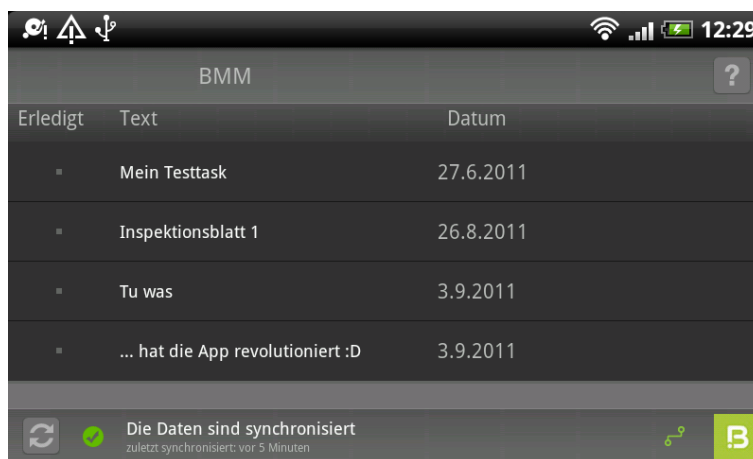 12:29
BMM
?
Erledigt Text Datum
Mein Testtask 27.6.2011
Inspektionsblatt 1 26.8.2011
Tu was 3.9.2011
... hat die App revolutioniert :D 3.9.2011
Die Daten sind synchronisiert
zuletzt synchronisiert: vor 5 Minuten
B